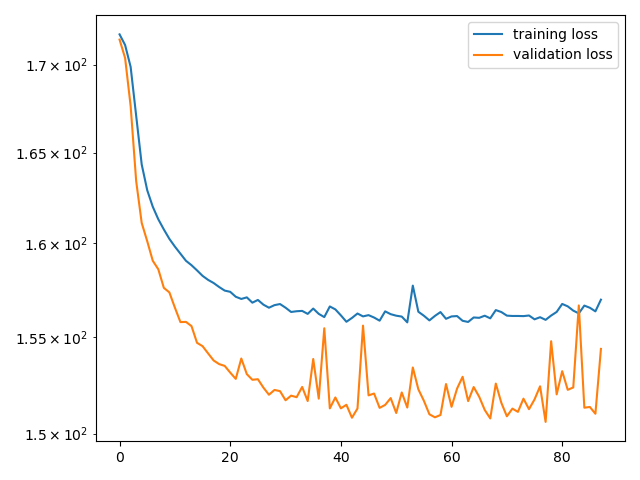 training loss
validation loss
1.7 × 10²
1.65 × 10²
1.6 × 10²
1.55 × 10²
1.5 × 10²
0 20 40 60 80